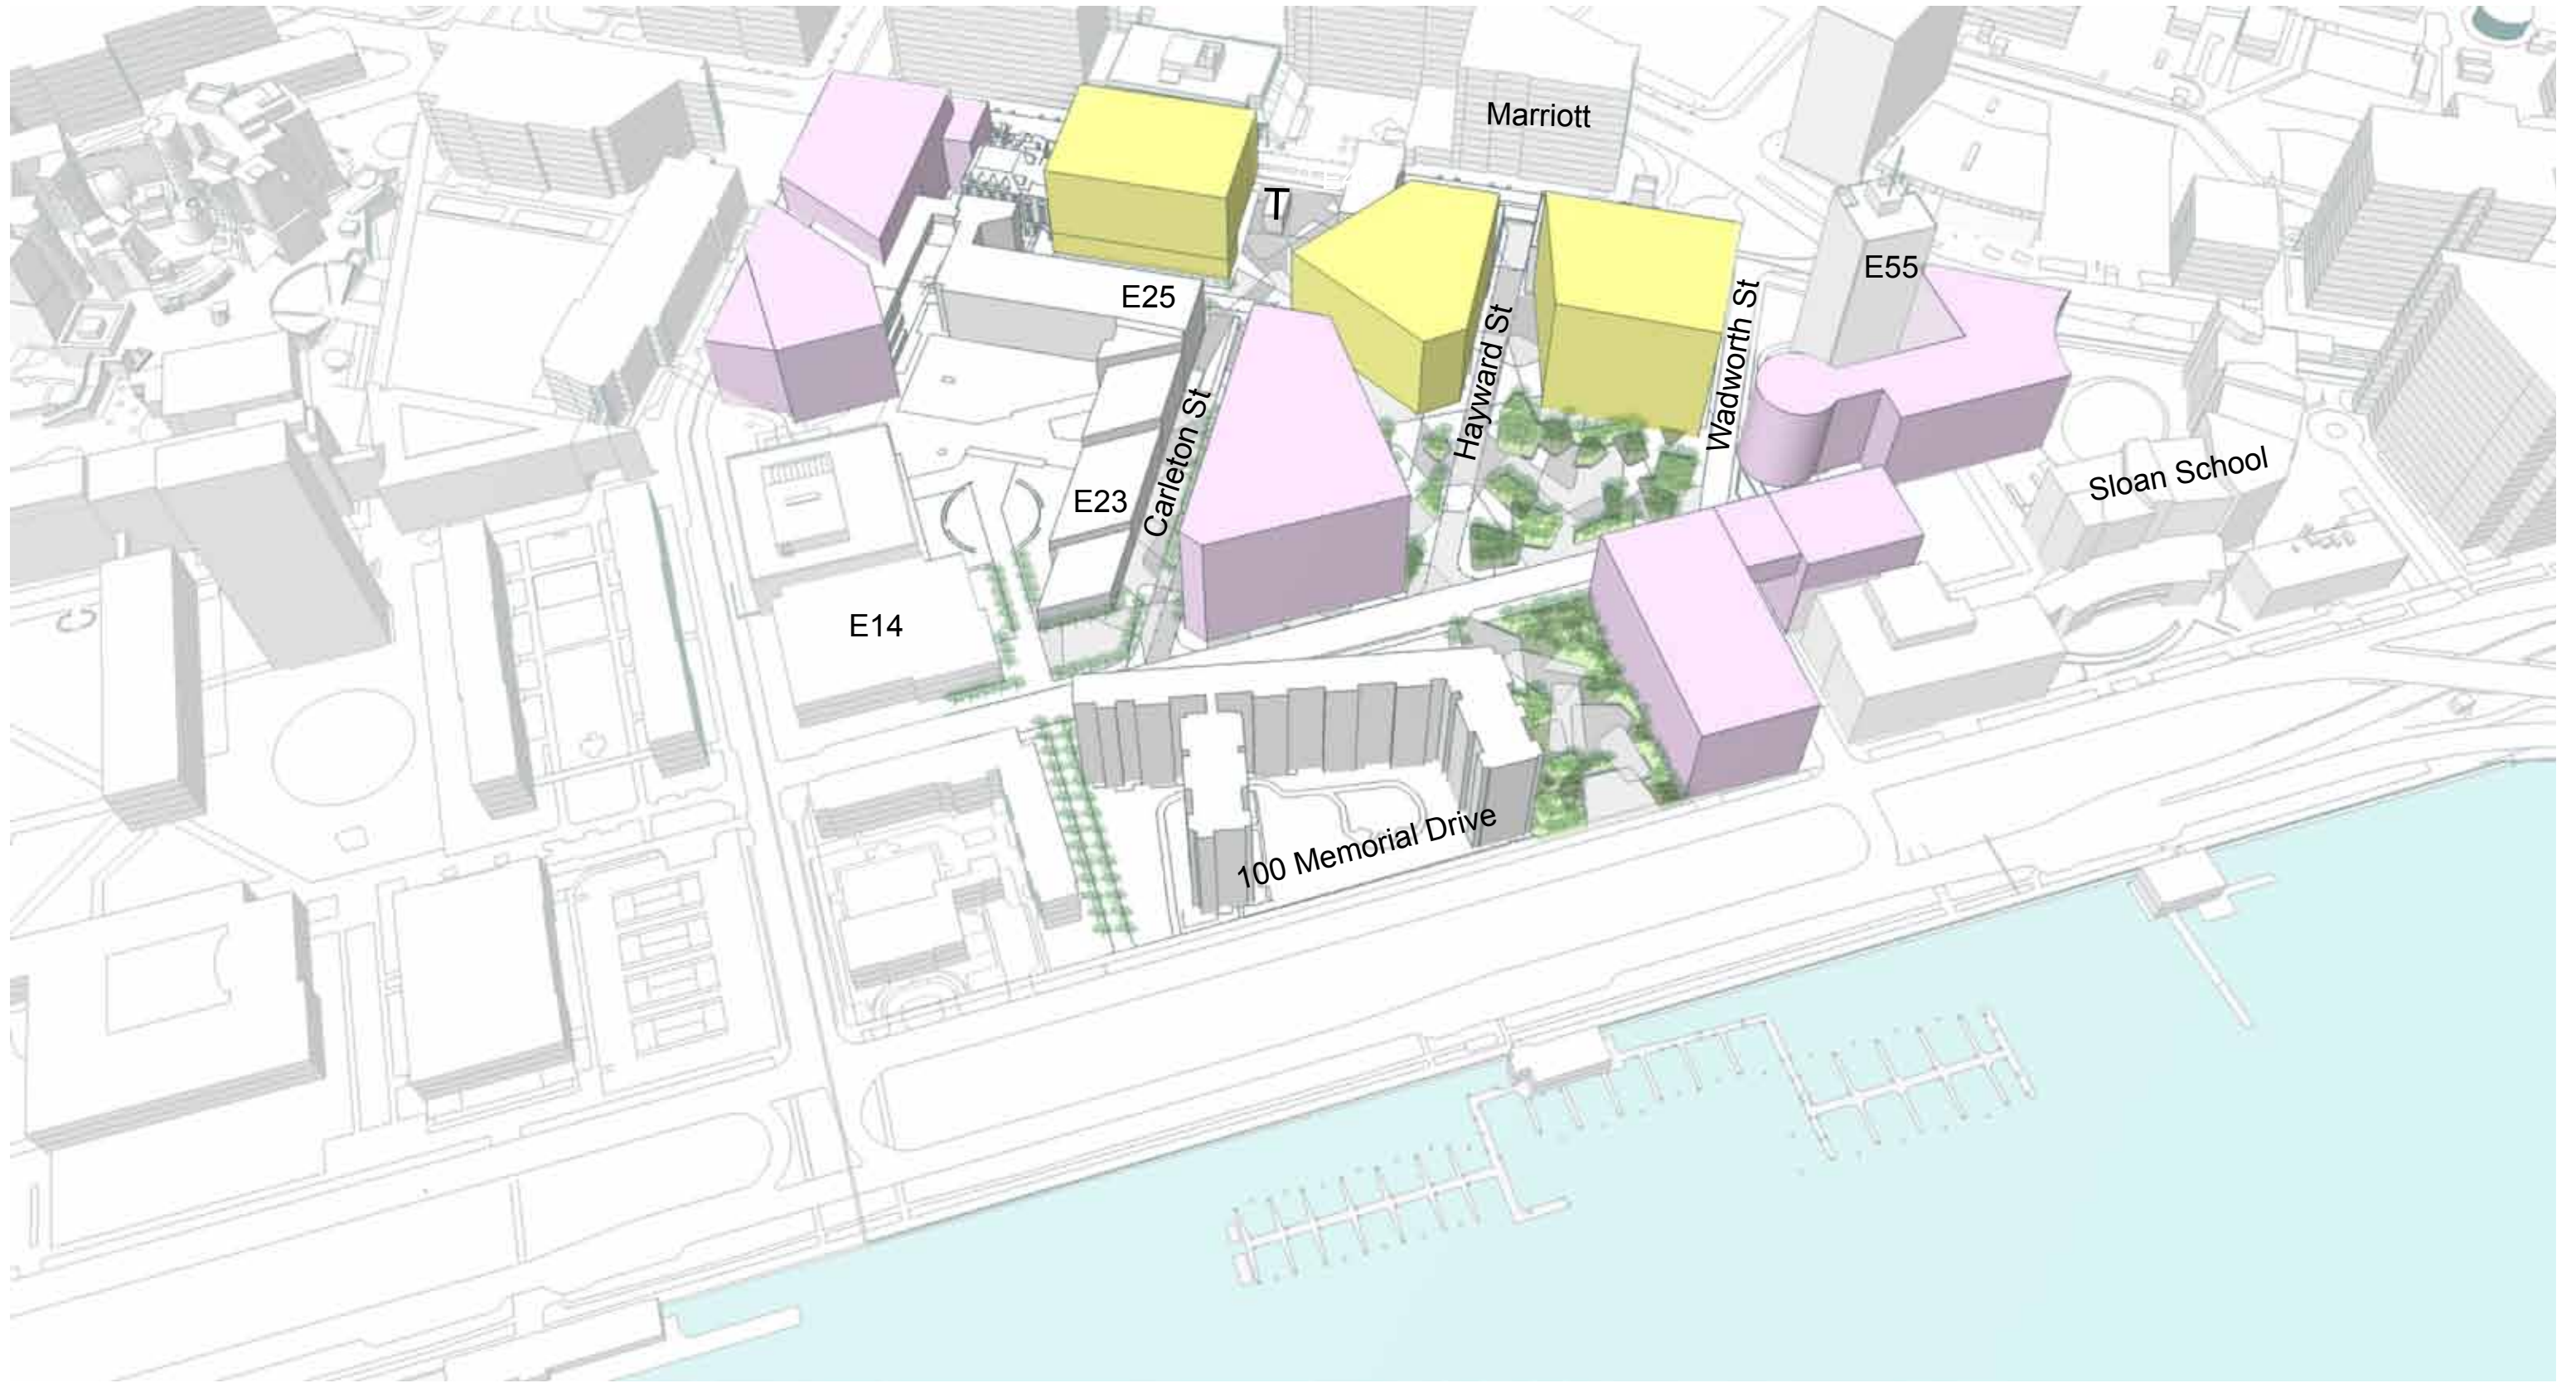 Marriott
T
E55
E25
Hayward St
Wadworth St
Carleton St
E23
Sloan School
E14
100 Memorial Drive